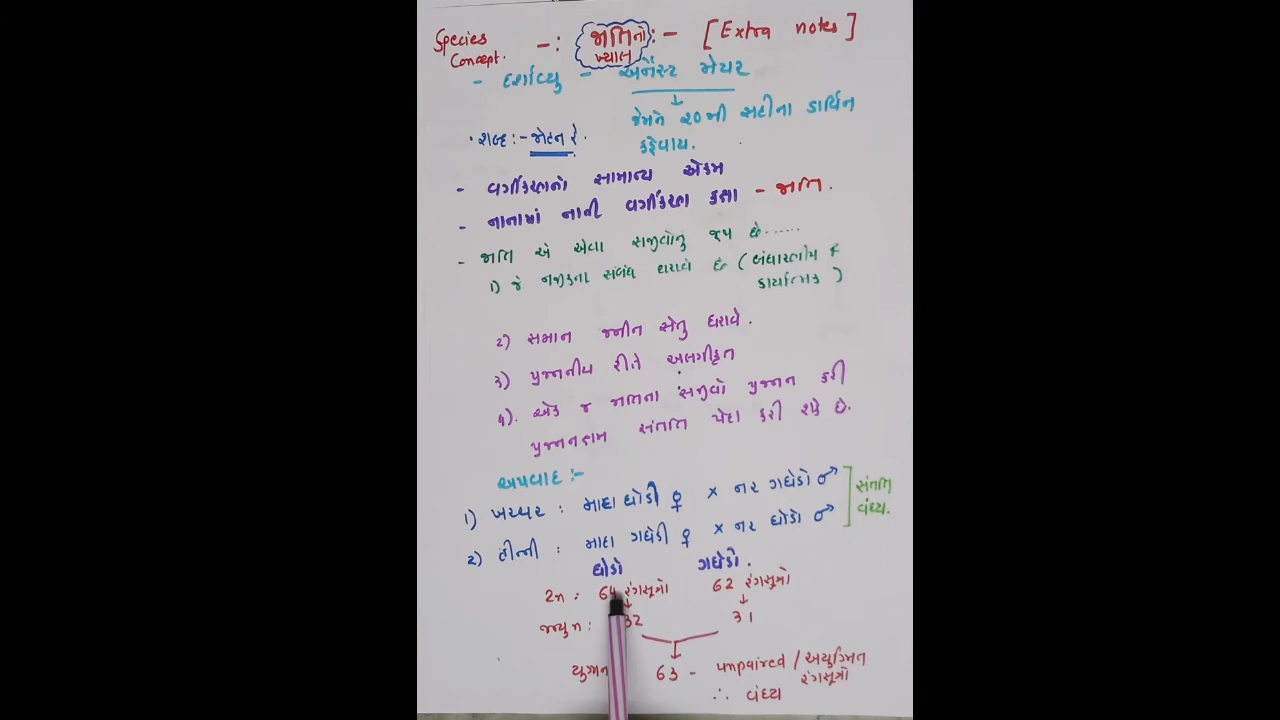 Species Concept. -: જાતિનો ખ્યાલ :- [Extra notes]
- દર્શાવ્યુ - અર્નેસ્ટ મેયર
જેમને ૨૦મી સદીના ડાર્વિન
કહેવાય.
• શબ્દ :- જોહન રે.
- વર્ગીકરણનો સામાન્ય એકમ
- નાનામાં નાની વર્ગીકરણ કક્ષા - જાતિ.
- જાતિ એ એવા સજીવોનું જૂથ છે......
1) જે નજીકના સંબંધ ધરાવે છે (બંધારણીય &
કાર્યાત્મક)
2) સમાન જનીન સેતુ ધરાવે.
3) પ્રજનનીય રીતે અલગીકૃત
4). એક જ જાતિના સજીવો પ્રજનન કરી
પ્રજનનક્ષમ સંતતિ પેદા કરી શકે છે.
અપવાદ :-
1) ખચ્ચર : માદા ઘોડી ♀ × નર ગધેડો ♂
2) હીન્ની : માદા ગધેડી ♀ × નર ઘોડો ♂
સંતતિ
વંધ્ય.
ઘોડો ગધેડો.
2n : 64 રંગસૂત્રો 62 રંગસૂત્રો
જન્યુ n : 32 31
યુગ્મન 63 - unpaired / અયુગ્મિત
રંગસૂત્રો
∴ વંધ્ય